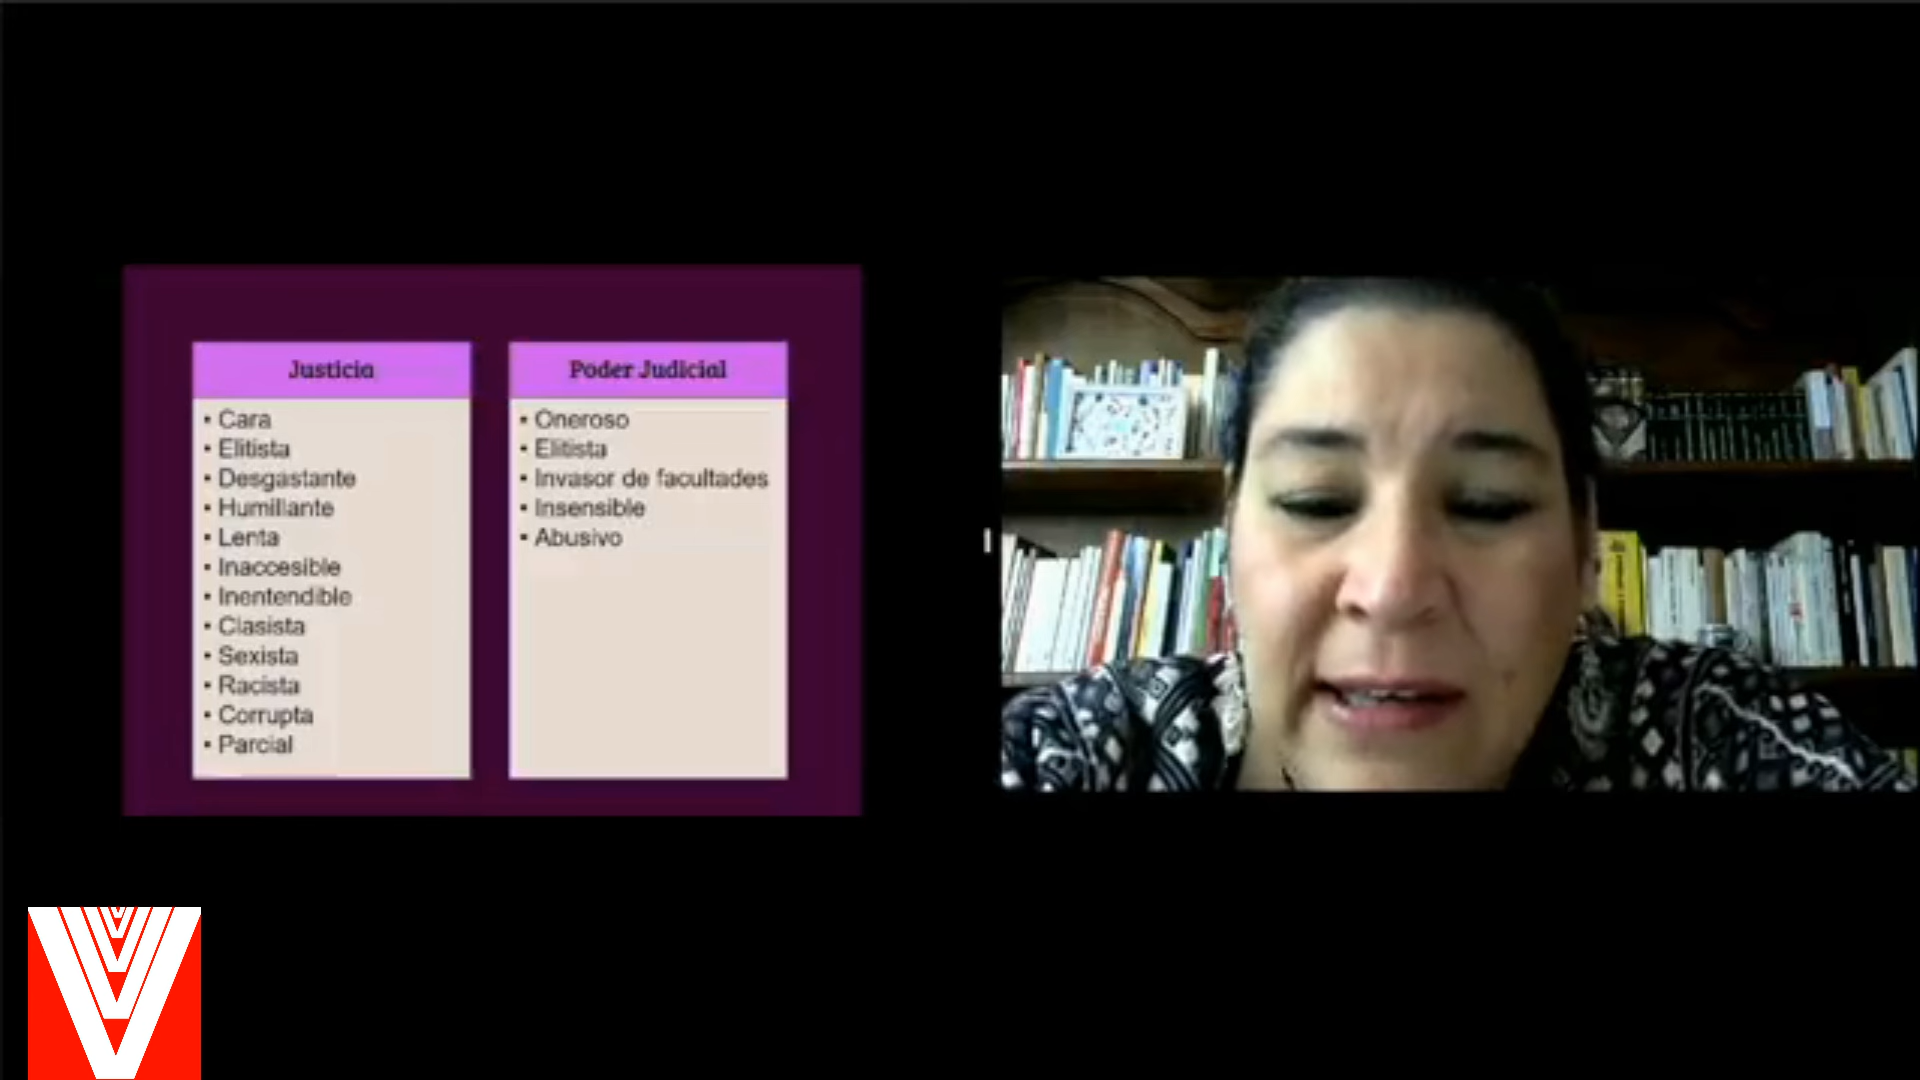 Justicia
• Cara
• Elitista
• Desgastante
• Humillante
• Lenta
• Inaccesible
• Inentendible
• Clasista
• Sexista
• Racista
• Corrupta
• Parcial
Poder Judicial
• Oneroso
• Elitista
• Invasor de facultades
• Insensible
• Abusivo